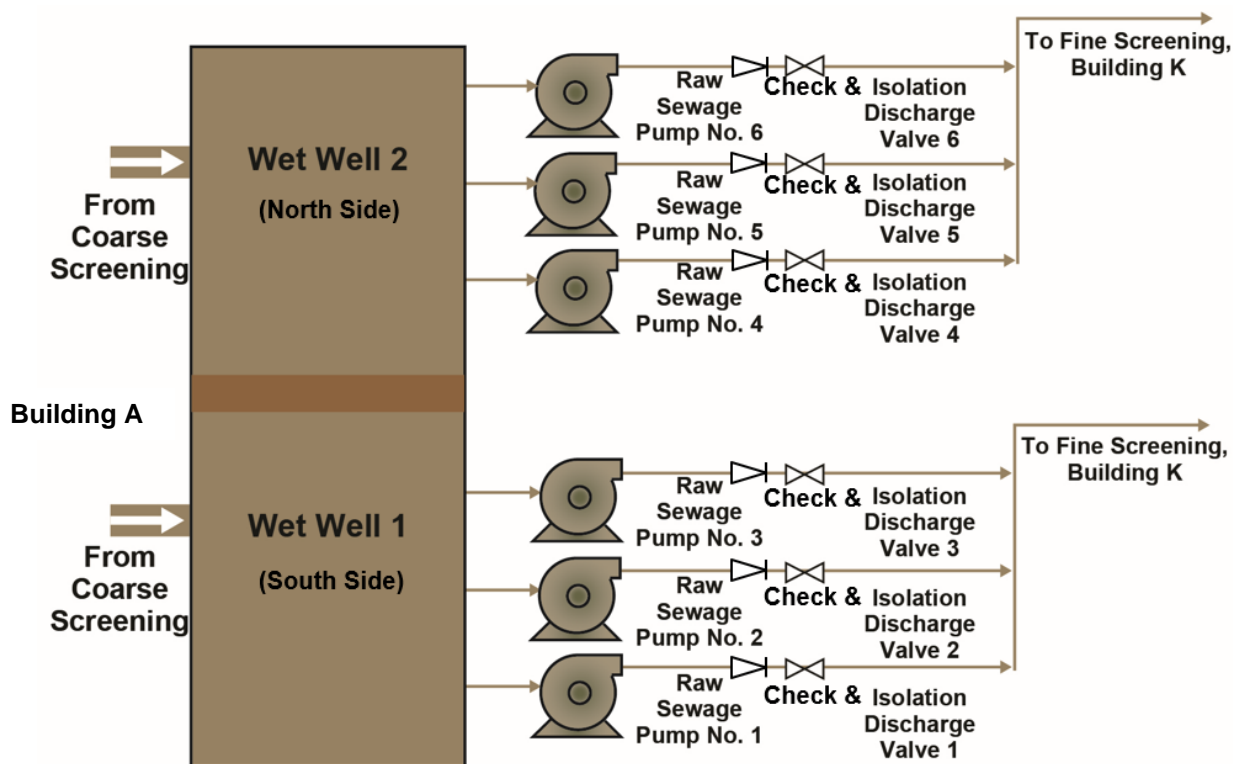 To Fine Screening,
Building K
Wet Well 2
(North Side)
From
Coarse
Screening
Raw
Sewage
Pump No. 6
Check &
Isolation
Discharge
Valve 6
Raw
Sewage
Pump No. 5
Check &
Isolation
Discharge
Valve 5
Raw
Sewage
Pump No. 4
Check &
Isolation
Discharge
Valve 4
Building A
To Fine Screening,
Building K
Wet Well 1
(South Side)
From
Coarse
Screening
Raw
Sewage
Pump No. 3
Check &
Isolation
Discharge
Valve 3
Raw
Sewage
Pump No. 2
Check &
Isolation
Discharge
Valve 2
Raw
Sewage
Pump No. 1
Check &
Isolation
Discharge
Valve 1